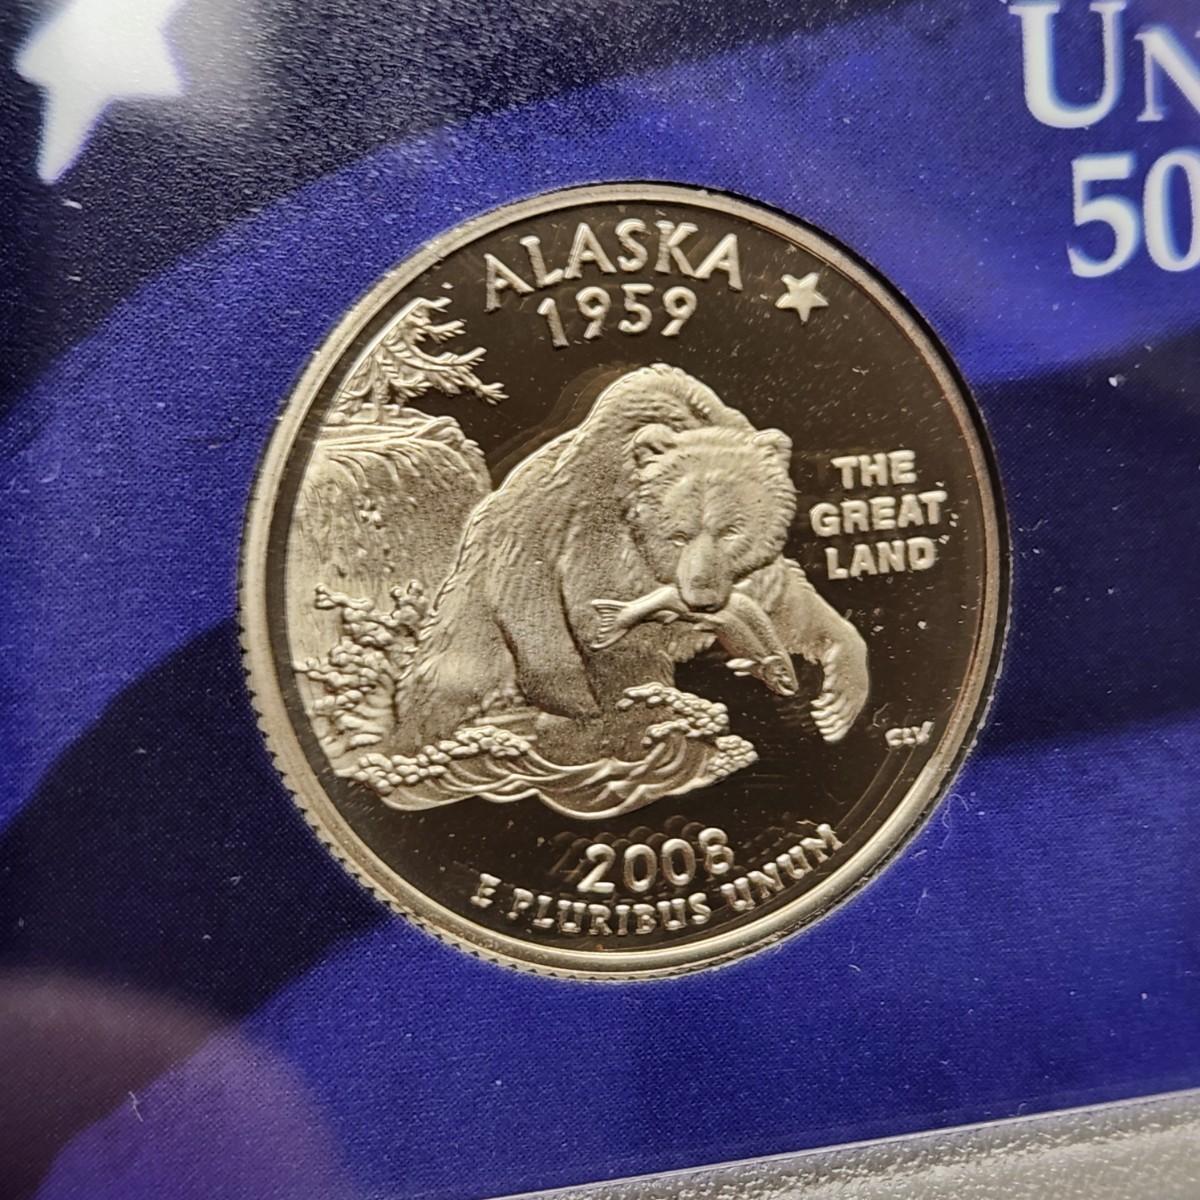 UN
50
ALASKA
1959
THE
GREAT
LAND
CLV
2008
E PLURIBUS UNUM